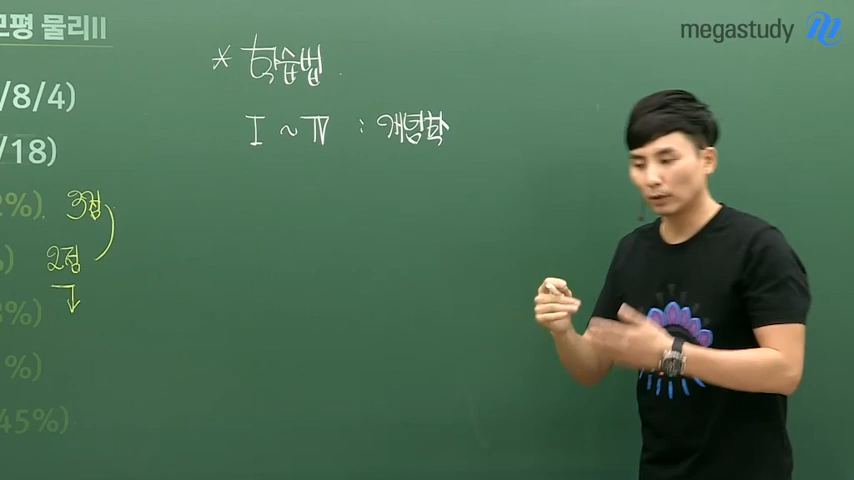 모평 물리II
megastudy
* 학습법
/8/4)
I ~ IV : 개념학
/18)
2%). 3점
) 2점
3%)
%)
45%)